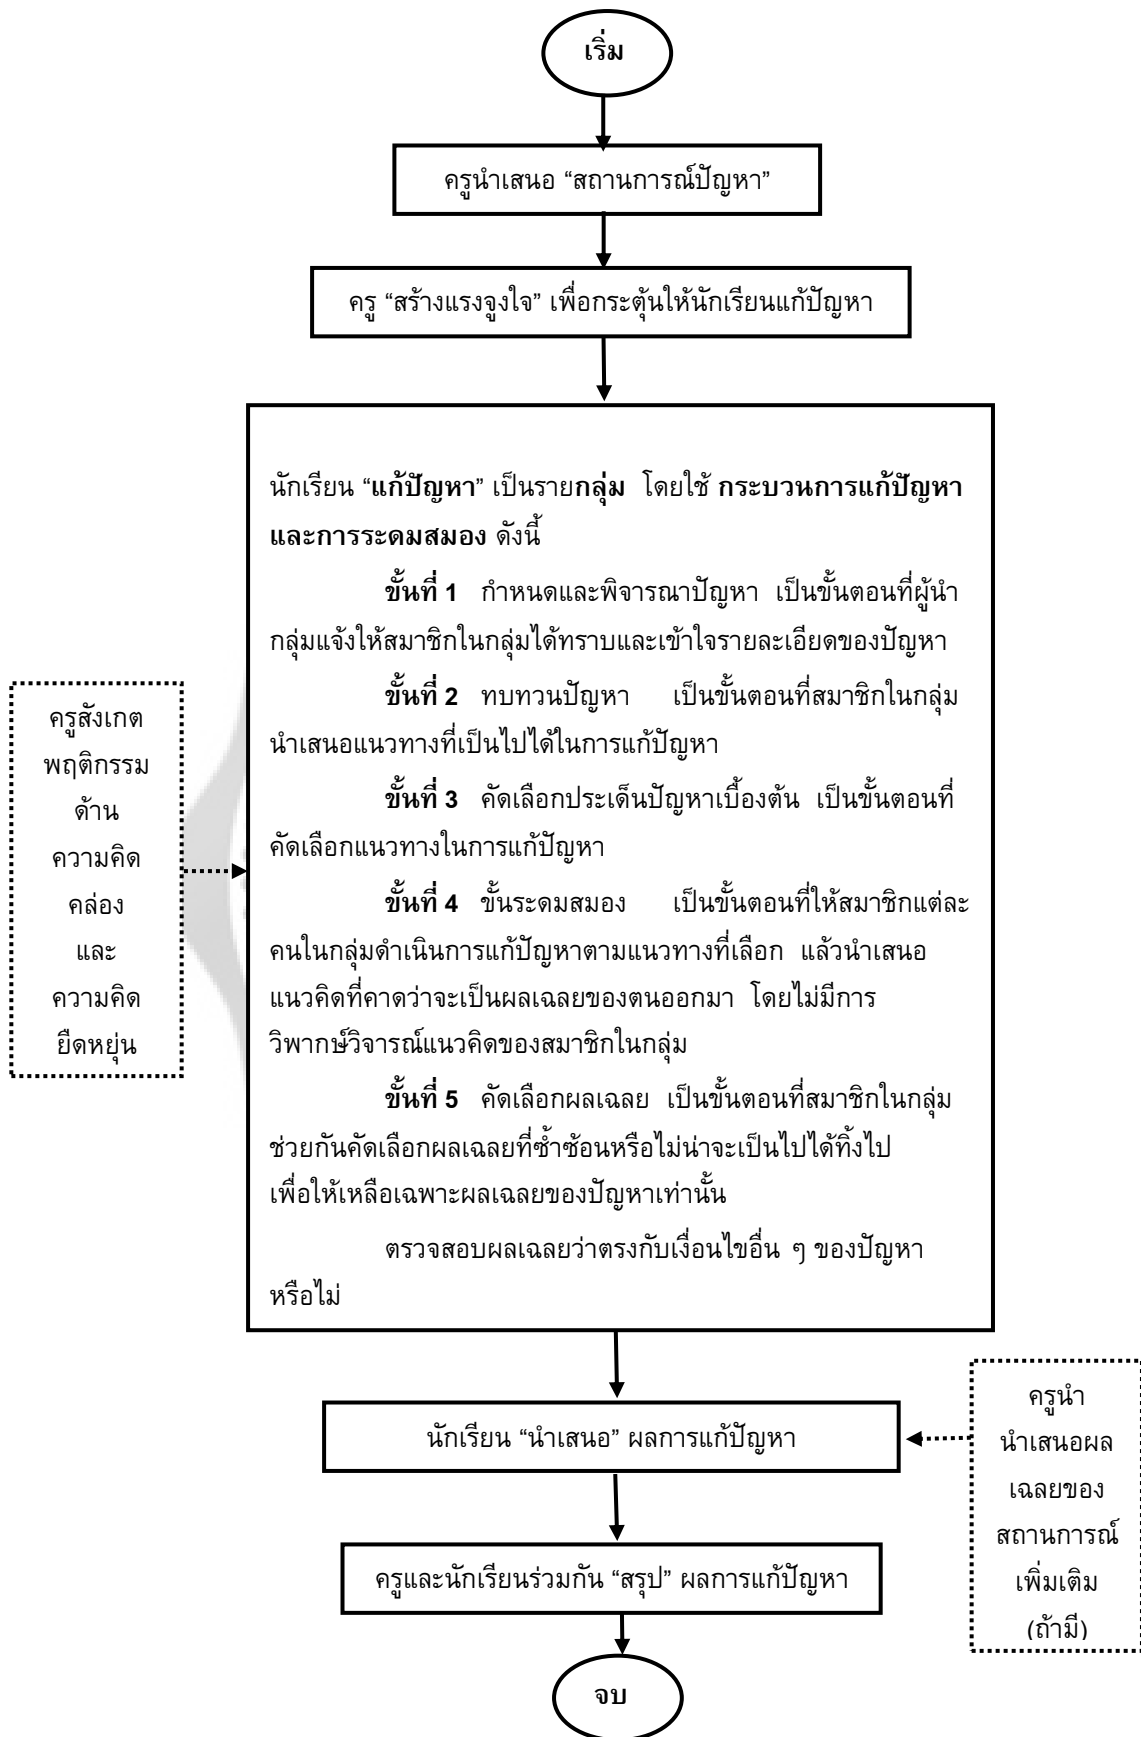 เริ่ม
ครูนำเสนอ “สถานการณ์ปัญหา”
ครู “สร้างแรงจูงใจ” เพื่อกระตุ้นให้นักเรียนแก้ปัญหา
นักเรียน “แก้ปัญหา” เป็นรายกลุ่ม โดยใช้ กระบวนการแก้ปัญหา
และการระดมสมอง ดังนี้
ขั้นที่ 1 กำหนดและพิจารณาปัญหา เป็นขั้นตอนที่ผู้นำ
กลุ่มแจ้งให้สมาชิกในกลุ่มได้ทราบและเข้าใจรายละเอียดของปัญหา
ขั้นที่ 2 ทบทวนปัญหา เป็นขั้นตอนที่สมาชิกในกลุ่ม
นำเสนอแนวทางที่เป็นไปได้ในการแก้ปัญหา
ขั้นที่ 3 คัดเลือกประเด็นปัญหาเบื้องต้น เป็นขั้นตอนที่
คัดเลือกแนวทางในการแก้ปัญหา
ขั้นที่ 4 ขั้นระดมสมอง เป็นขั้นตอนที่ให้สมาชิกแต่ละ
คนในกลุ่มดำเนินการแก้ปัญหาตามแนวทางที่เลือก แล้วนำเสนอ
แนวคิดที่คาดว่าจะเป็นผลเฉลยของตนออกมา โดยไม่มีการ
วิพากษ์วิจารณ์แนวคิดของสมาชิกในกลุ่ม
ขั้นที่ 5 คัดเลือกผลเฉลย เป็นขั้นตอนที่สมาชิกในกลุ่ม
ช่วยกันคัดเลือกผลเฉลยที่ซ้ำซ้อนหรือไม่น่าจะเป็นไปได้ทิ้งไป
เพื่อให้เหลือเฉพาะผลเฉลยของปัญหาเท่านั้น
ตรวจสอบผลเฉลยว่าตรงกับเงื่อนไขอื่น ๆ ของปัญหา
หรือไม่
ครูสังเกต
พฤติกรรม
ด้าน
ความคิด
คล่อง
และ
ความคิด
ยืดหยุ่น
นักเรียน “นำเสนอ” ผลการแก้ปัญหา
ครูนำ
นำเสนอผล
เฉลยของ
สถานการณ์
เพิ่มเติม
(ถ้ามี)
ครูและนักเรียนร่วมกัน “สรุป” ผลการแก้ปัญหา
จบ